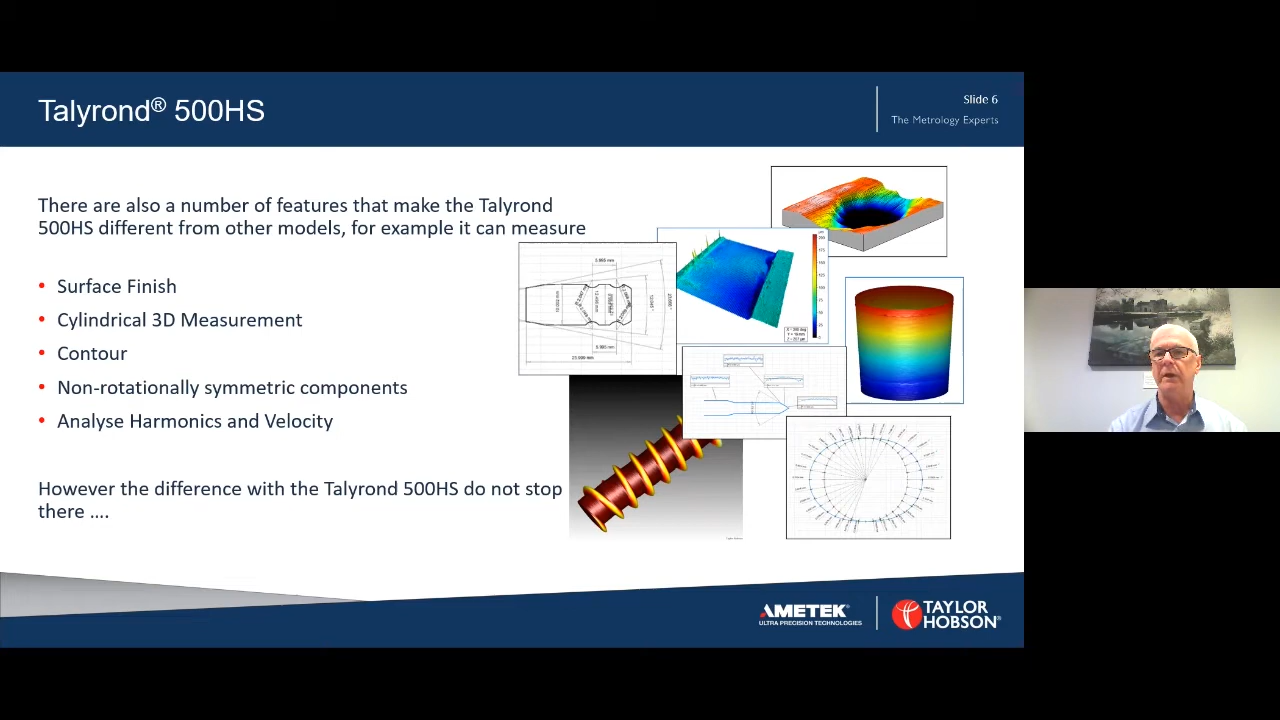 Talyrond® 500HS
Slide 6
The Metrology Experts
There are also a number of features that make the Talyrond
500HS different from other models, for example it can measure
• Surface Finish
• Cylindrical 3D Measurement
• Contour
• Non-rotationally symmetric components
• Analyse Harmonics and Velocity
However the difference with the Talyrond 500HS do not stop
there ....
AMETEK®
ULTRA PRECISION TECHNOLOGIES
TAYLOR
HOBSON®